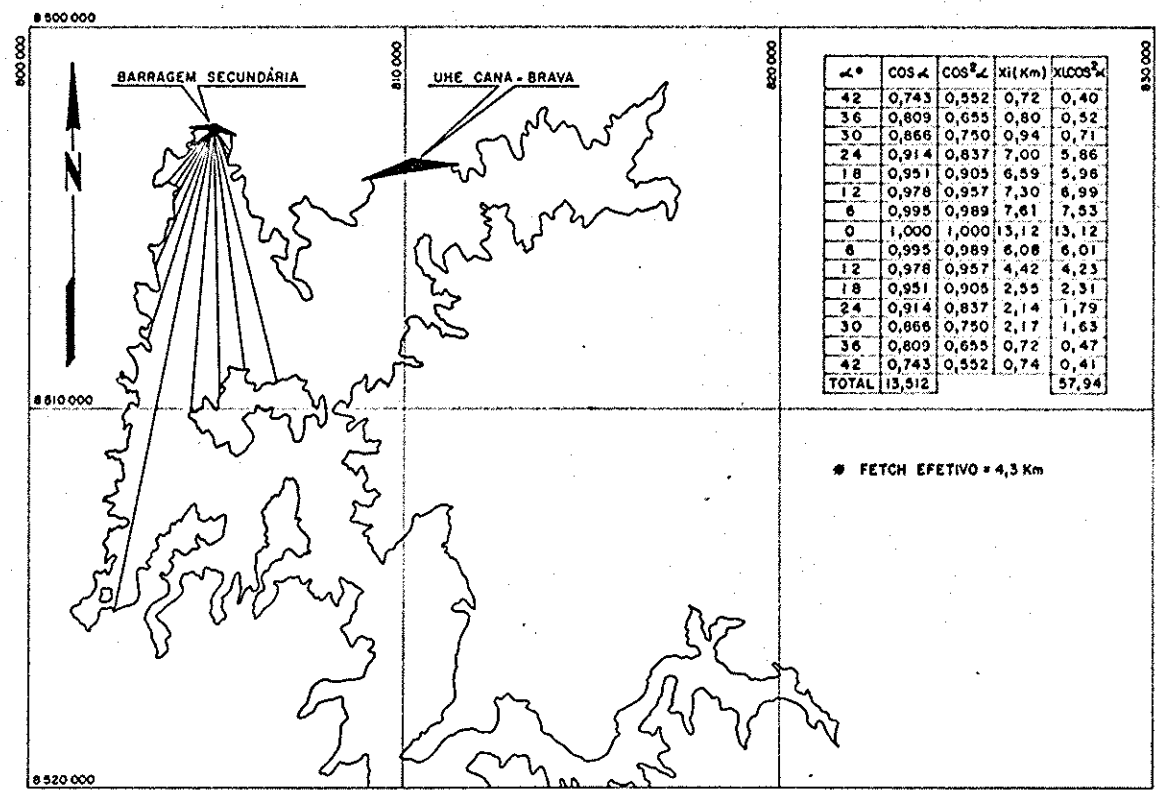 8 500 000
800 000
810 000
820 000
830 000
BARRAGEM SECUNDÁRIA
UHE CANA-BRAVA
N
∝° COS∝ COS²∝ Xi(Km) XiCOS²∝
42 0,743 0,552 0,72 0,40
36 0,809 0,655 0,80 0,52
30 0,866 0,750 0,94 0,71
24 0,914 0,837 7,00 5,86
18 0,951 0,905 6,59 5,96
12 0,978 0,957 7,30 6,99
6 0,995 0,989 7,61 7,53
0 1,000 1,000 13,12 13,12
6 0,995 0,989 6,08 6,01
12 0,978 0,957 4,42 4,23
18 0,951 0,905 2,55 2,31
24 0,914 0,837 2,14 1,79
30 0,866 0,750 2,17 1,63
36 0,809 0,655 0,72 0,47
42 0,743 0,552 0,74 0,41
TOTAL 13,512 57,94
8 510 000
* FETCH EFETIVO = 4,3 Km
8 520 000